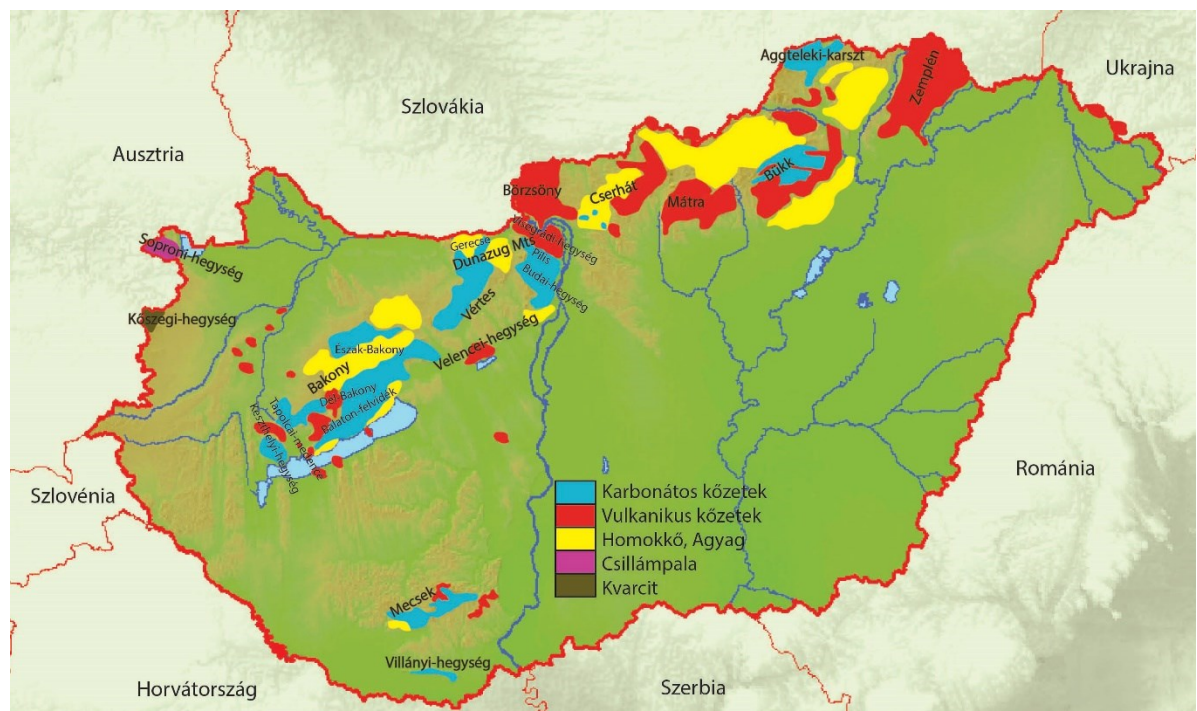 Aggteleki-karszt
Ukrajna
Zemplén
Szlovákia
Ausztria
Bükk
Börzsöny
Cserhát
Mátra
Visegrádi-hegység
Soproni-hegység
Gerecse
Dunazug Mts
Pilis
Budai-hegység
Vértes
Kőszegi-hegység
Velencei-hegység
Észak-Bakony
Bakony
Dél-Bakony
Balaton-felvidék
Tapolcai-medence
Keszthelyi-hegység
Románia
Szlovénia
Karbonátos kőzetek
Vulkanikus kőzetek
Homokkő, Agyag
Csillámpala
Kvarcit
Mecsek
Villányi-hegység
Horvátország
Szerbia